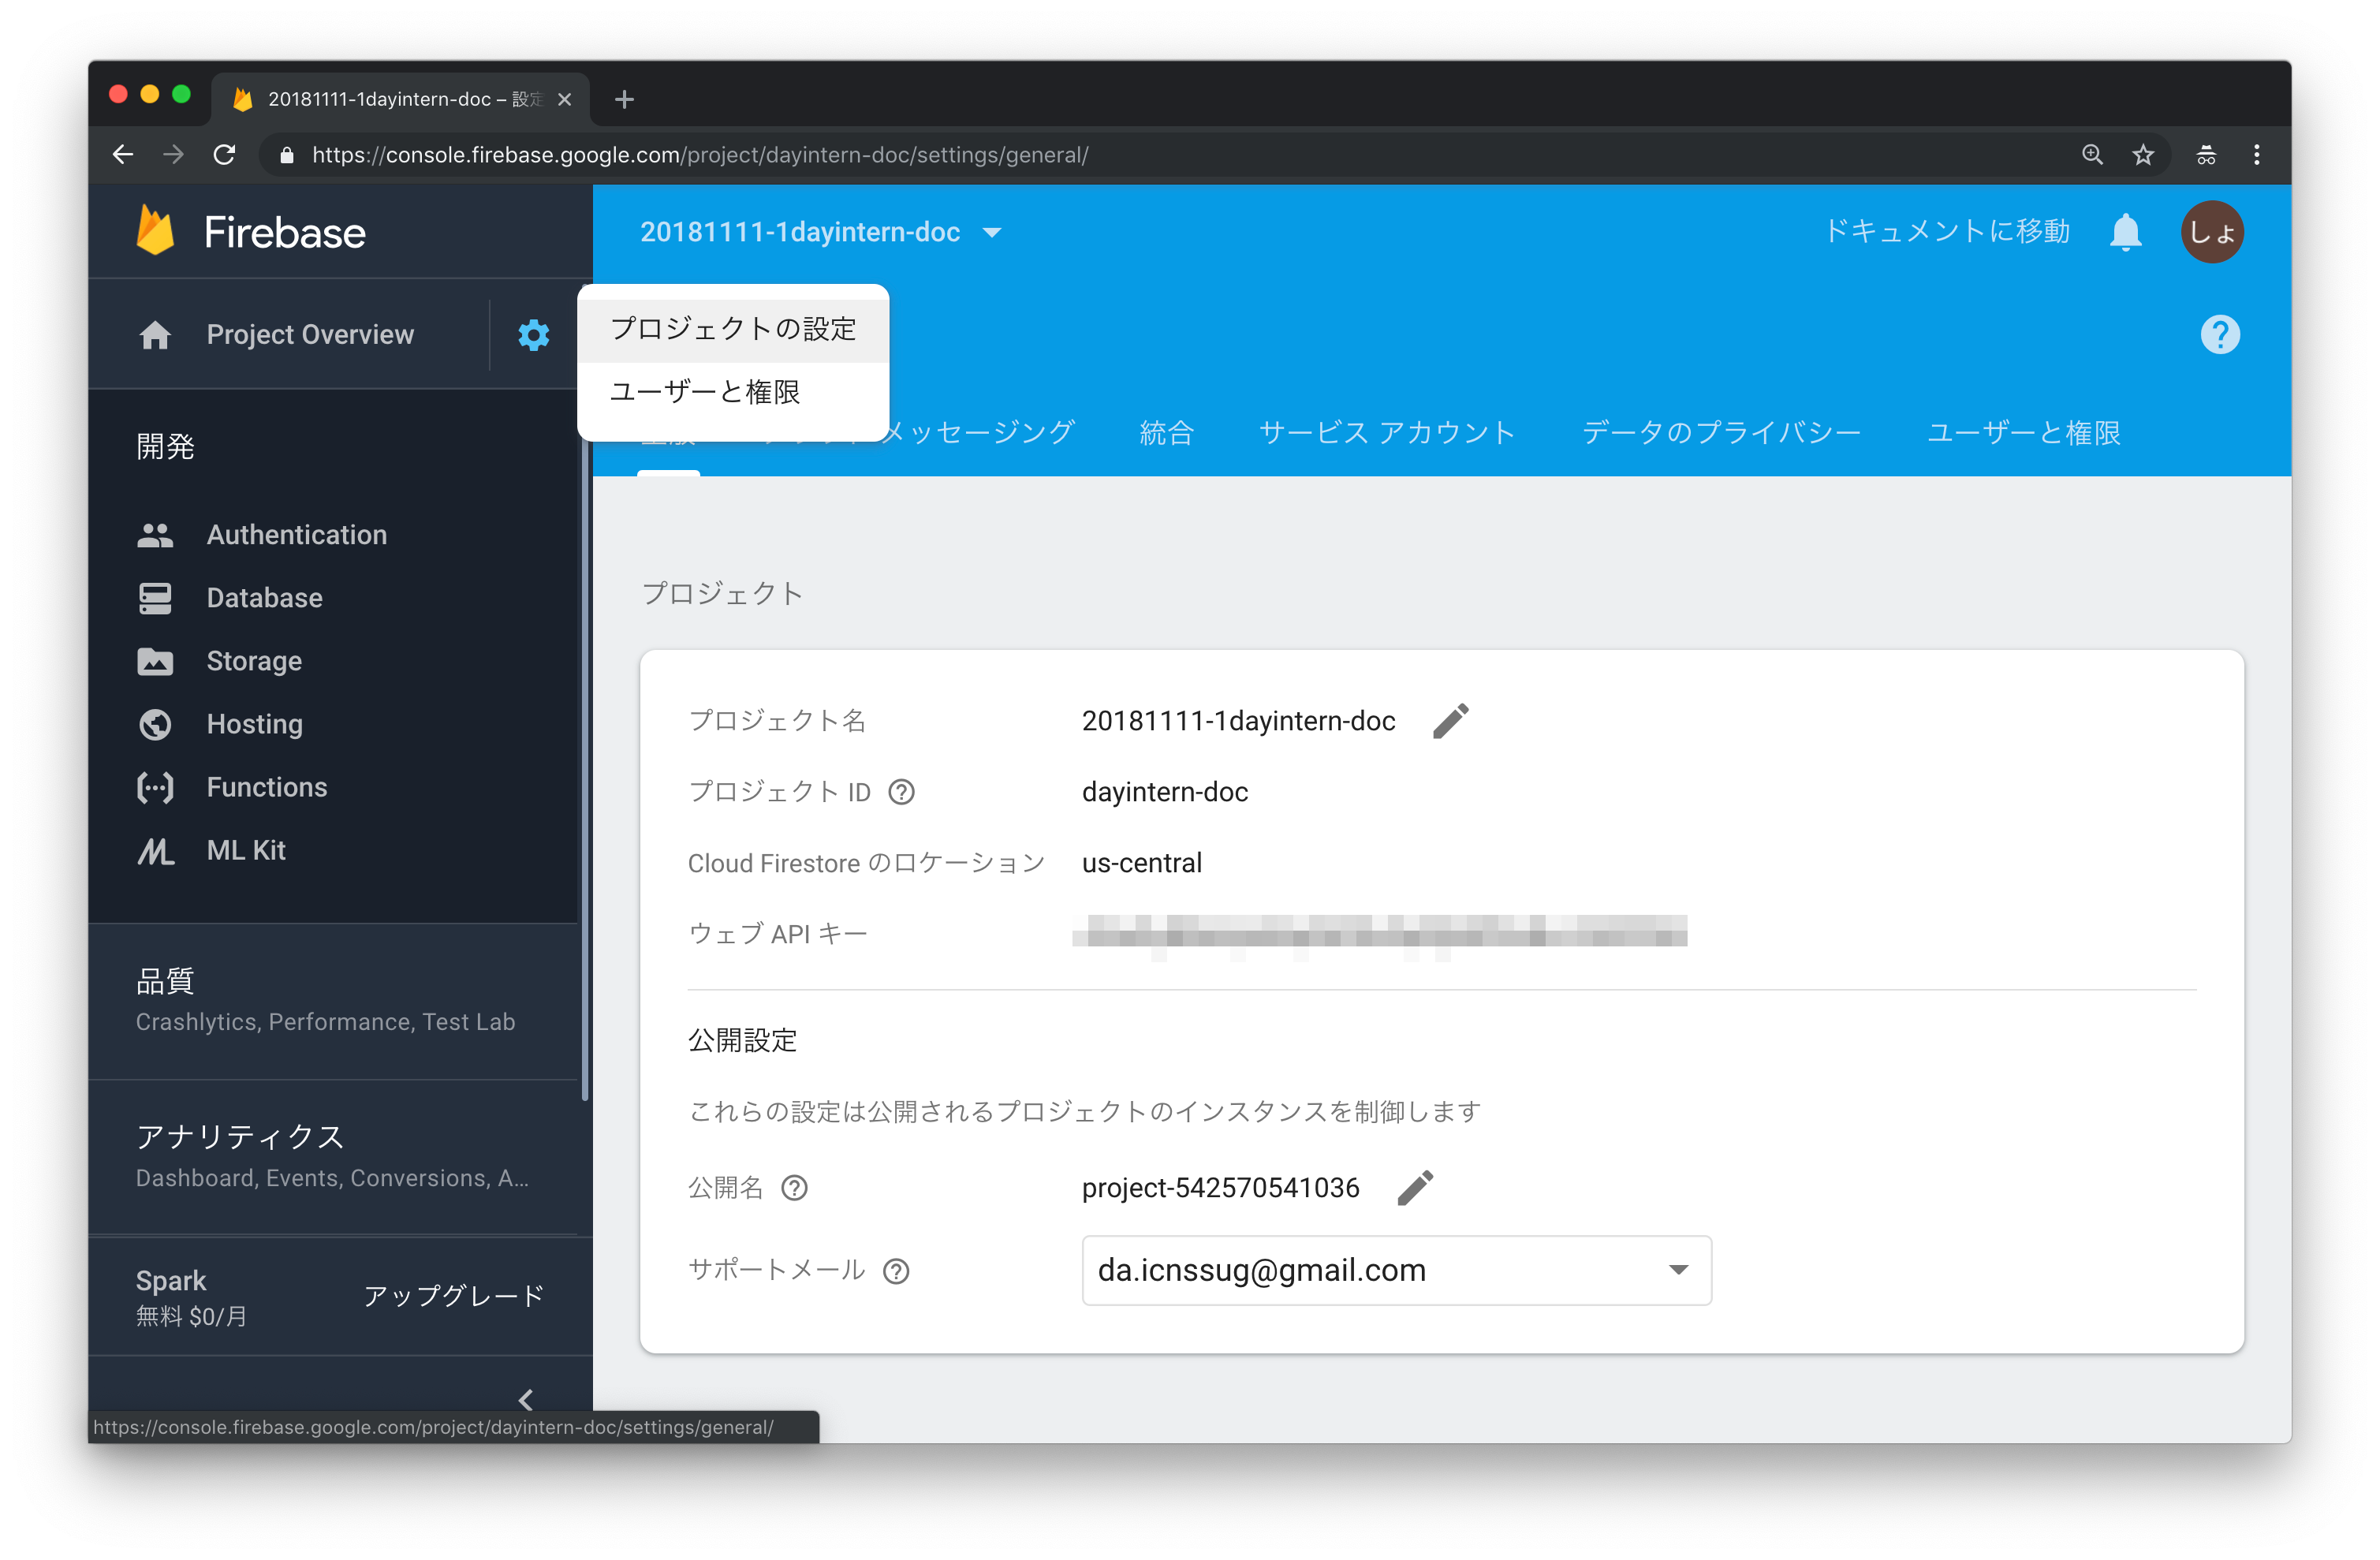 20181111-1dayintern-doc – 設定
https://console.firebase.google.com/project/dayintern-doc/settings/general/
Firebase
20181111-1dayintern-doc
ドキュメントに移動
しょ
Project Overview
プロジェクトの設定
ユーザーと権限
メッセージング
統合
サービス アカウント
データのプライバシー
ユーザーと権限
開発
Authentication
Database
Storage
Hosting
Functions
ML Kit
品質
Crashlytics, Performance, Test Lab
アナリティクス
Dashboard, Events, Conversions, A...
Spark
無料 $0/月
アップグレード
プロジェクト
プロジェクト名 20181111-1dayintern-doc
プロジェクト ID dayintern-doc
Cloud Firestore のロケーション us-central
ウェブ API キー
公開設定
これらの設定は公開されるプロジェクトのインスタンスを制御します
公開名 project-542570541036
サポートメール da.icnssug@gmail.com
https://console.firebase.google.com/project/dayintern-doc/settings/general/